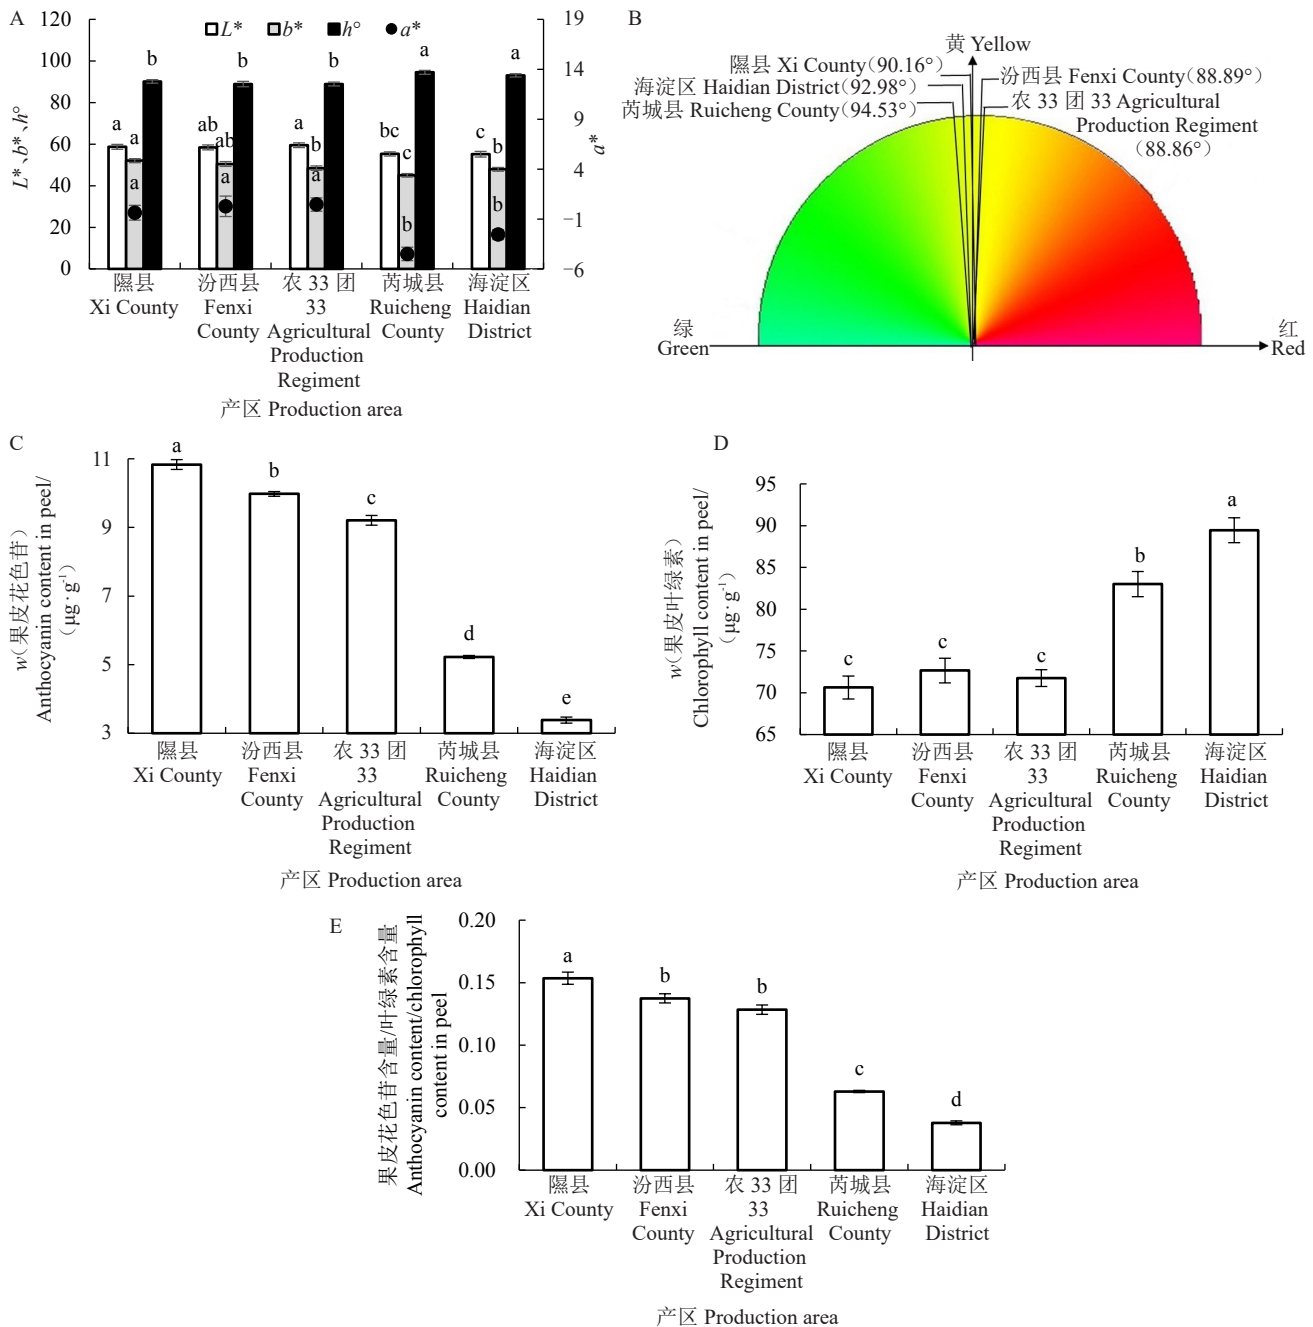 A
120
100
80
60
40
20
0
L*、b*、h°
L*
b*
h°
a*
19
14
9
4
−1
−6
a*
a
a
a
b
ab
ab
a
b
a
b
a
b
bc
c
b
a
c
b
b
a
隰县
Xi County
汾西县
Fenxi
County
农 33 团
33
Agricultural
Production
Regiment
芮城县
Ruicheng
County
海淀区
Haidian
District
产区 Production area
B
黄 Yellow
隰县 Xi County（90.16°）
海淀区 Haidian District（92.98°）
芮城县 Ruicheng County（94.53°）
汾西县 Fenxi County（88.89°）
农 33 团 33 Agricultural
Production Regiment
（88.86°）
绿
Green
红
Red
C
w（果皮花色苷）
Anthocyanin content in peel/
（μg·g⁻¹）
11
9
7
5
3
a
b
c
d
e
隰县
Xi County
汾西县
Fenxi
County
农 33 团
33
Agricultural
Production
Regiment
芮城县
Ruicheng
County
海淀区
Haidian
District
产区 Production area
D
w（果皮叶绿素）
Chlorophyll content in peel/
（μg·g⁻¹）
95
90
85
80
75
70
65
c
c
c
b
a
隰县
Xi County
汾西县
Fenxi
County
农 33 团
33
Agricultural
Production
Regiment
芮城县
Ruicheng
County
海淀区
Haidian
District
产区 Production area
E
果皮花色苷含量/叶绿素含量
Anthocyanin content/chlorophyll
content in peel
0.20
0.15
0.10
0.05
0.00
a
b
b
c
d
隰县
Xi County
汾西县
Fenxi
County
农 33 团
33
Agricultural
Production
Regiment
芮城县
Ruicheng
County
海淀区
Haidian
District
产区 Production area